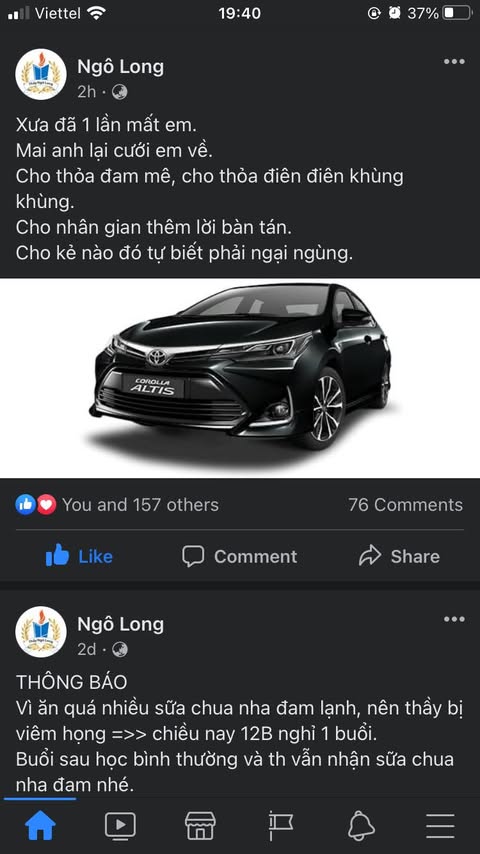 Viettel 19:40 37%
Ngô Long
2h ·
Xưa đã 1 lần mất em.
Mai anh lại cưới em về.
Cho thỏa đam mê, cho thỏa điên điên khùng
khùng.
Cho nhân gian thêm lời bàn tán.
Cho kẻ nào đó tự biết phải ngại ngùng.
COROLLA
ALTIS
You and 157 others 76 Comments
Like Comment Share
Ngô Long
2d ·
THÔNG BÁO
Vì ăn quá nhiều sữa chua nha đam lạnh, nên thầy bị
viêm họng =>> chiều nay 12B nghỉ 1 buổi.
Buổi sau học bình thường và th vẫn nhận sữa chua
nha đam nhé.